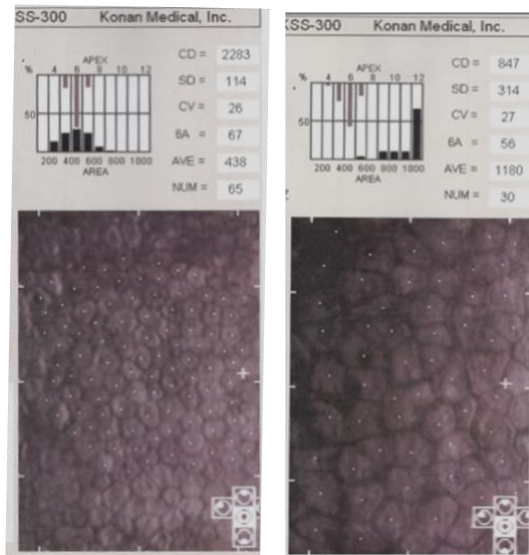 SS-300 Konan Medical, Inc.
APEX
4 6 8 10 12
%
50
200 400 600 800 1000
AREA
CD = 2283
SD = 114
CV = 26
6A = 67
AVE = 438
NUM = 65
KSS-300 Konan Medical, Inc.
APEX
4 6 8 10 12
%
50
200 400 600 800 1000
AREA
CD = 847
SD = 314
CV = 27
6A = 56
AVE = 1180
NUM = 30